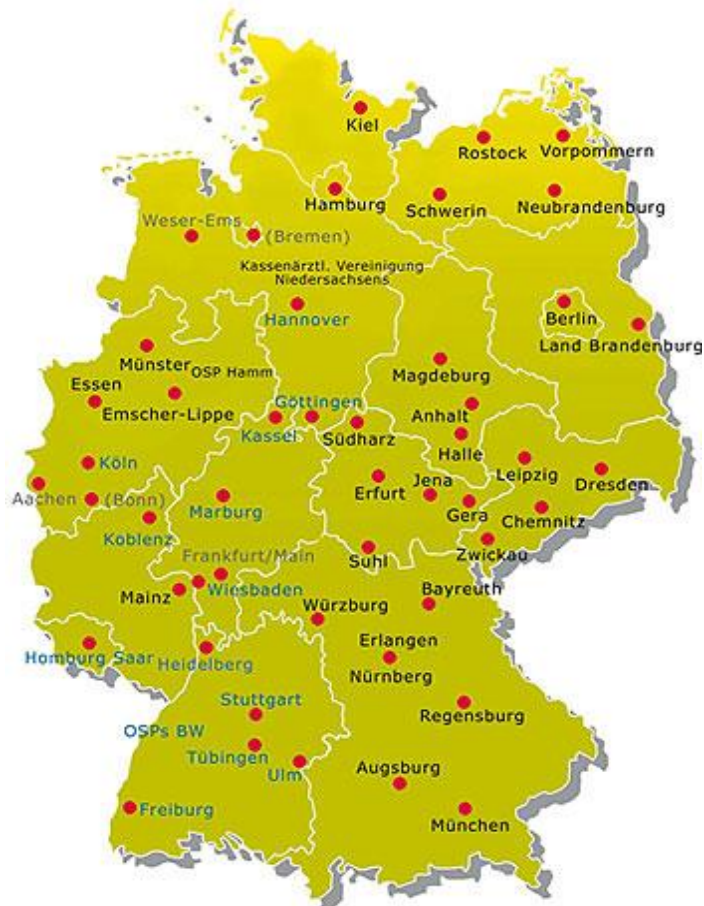 Kiel
Rostock
Vorpommern
Hamburg
Schwerin
Neubrandenburg
Weser-Ems
(Bremen)
Kassenärztl. Vereinigung
Niedersachsens
Hannover
Berlin
Land Brandenburg
Münster
OSP Hamm
Magdeburg
Essen
Emscher-Lippe
Göttingen
Anhalt
Kassel
Südharz
Halle
Köln
Leipzig
Dresden
Aachen
(Bonn)
Marburg
Erfurt
Jena
Gera
Chemnitz
Koblenz
Zwickau
Frankfurt/Main
Suhl
Mainz
Wiesbaden
Bayreuth
Würzburg
Homburg Saar
Heidelberg
Erlangen
Nürnberg
Stuttgart
Regensburg
OSPs BW
Tübingen
Ulm
Augsburg
Freiburg
München